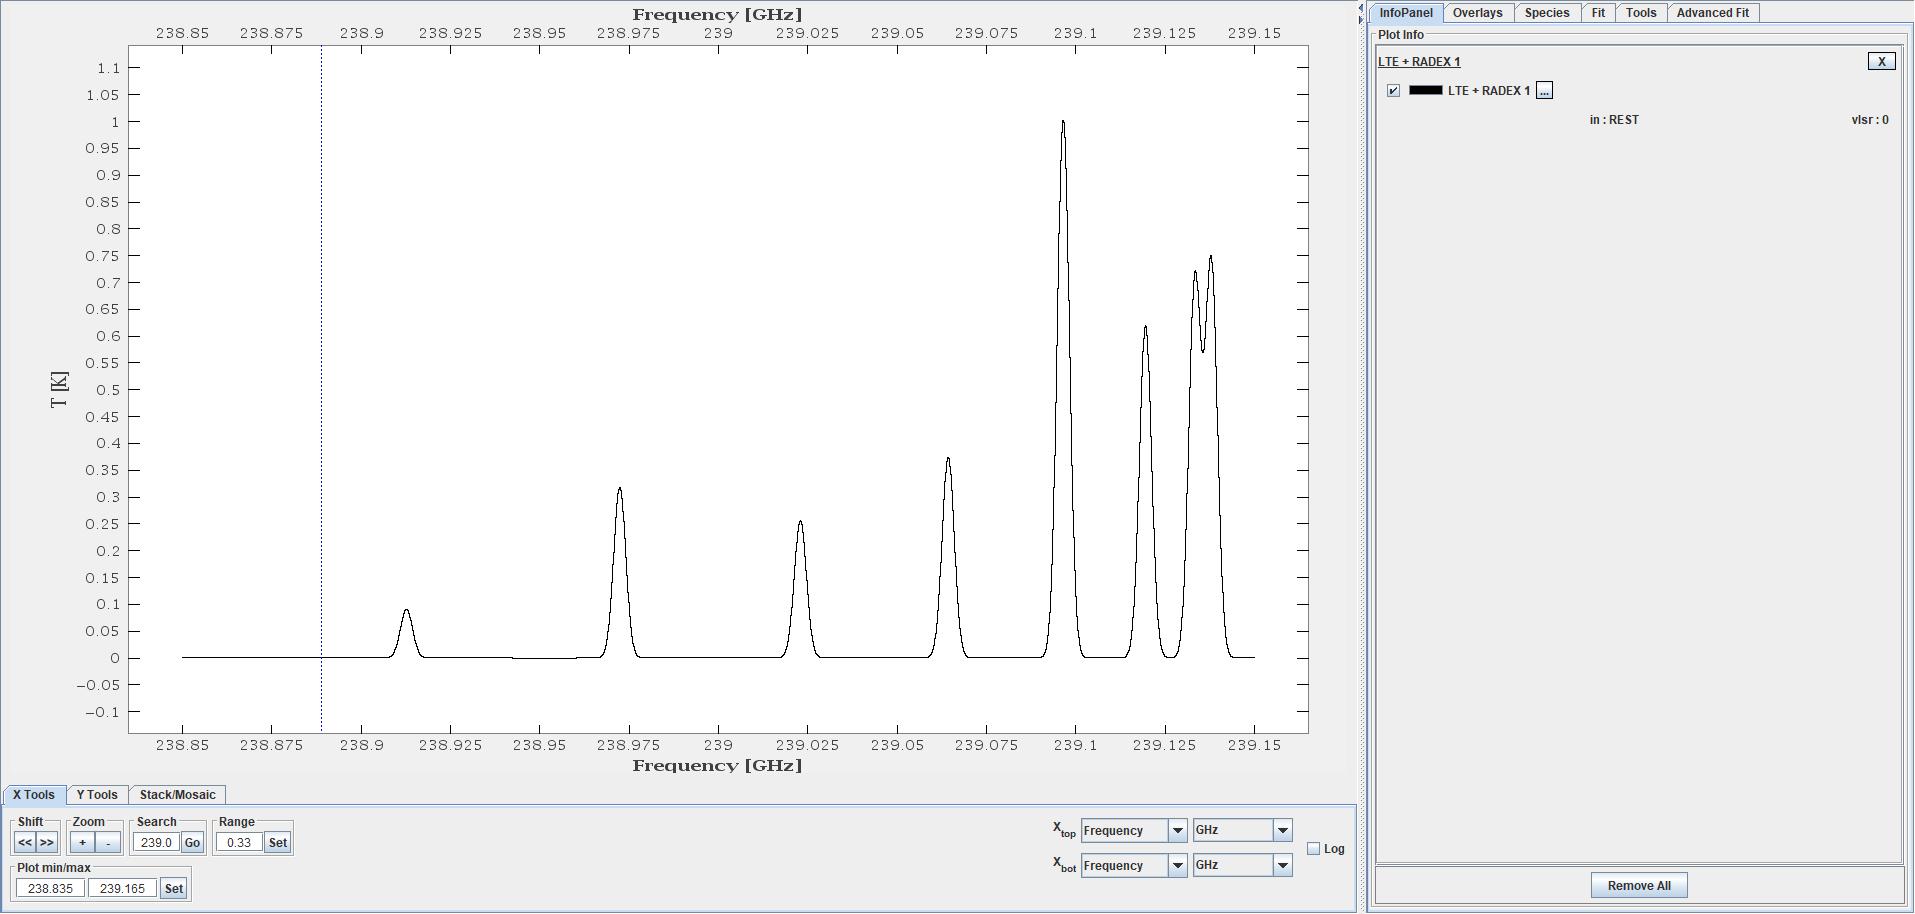 Frequency [GHz]
238.85 238.875 238.9 238.925 238.95 238.975 239 239.025 239.05 239.075 239.1 239.125 239.15
1.1
1.05
1
0.95
0.9
0.85
0.8
0.75
0.7
0.65
0.6
0.55
0.5
0.45
0.4
0.35
0.3
0.25
0.2
0.15
0.1
0.05
0
−0.05
−0.1
T [K]
238.85 238.875 238.9 238.925 238.95 238.975 239 239.025 239.05 239.075 239.1 239.125 239.15
Frequency [GHz]
X Tools Y Tools Stack/Mosaic
Shift Zoom Search Range
<< >> + - 239.0 Go 0.33 Set
Plot min/max
238.835 239.165 Set
Xtop Frequency GHz
Xbot Frequency GHz
Log
InfoPanel Overlays Species Fit Tools Advanced Fit
Plot Info
LTE + RADEX 1 X
LTE + RADEX 1 ...
in : REST vlsr : 0
Remove All